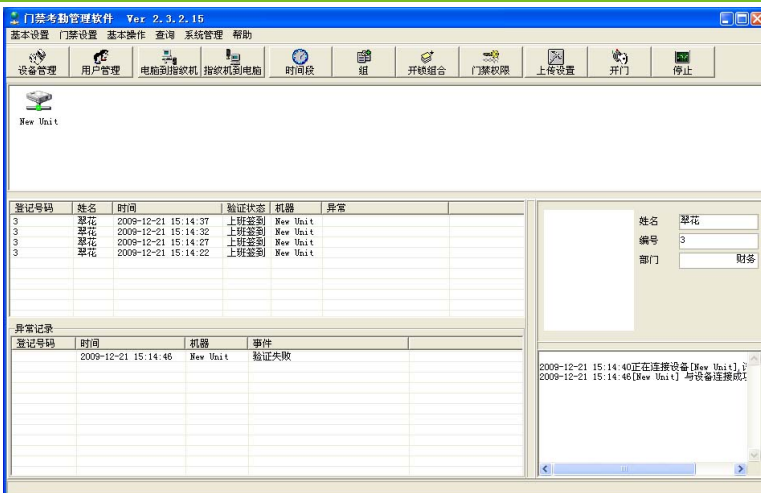 门禁考勤管理软件 Ver 2.3.2.15
基本设置 门禁设置 基本操作 查询 系统管理 帮助
设备管理 用户管理 电脑到指纹机 指纹机到电脑 时间段 组 开锁组合 门禁权限 上传设置 开门 停止
New Unit
登记号码 姓名 时间 验证状态 机器 异常
3 翠花 2009-12-21 15:14:37 上班签到 New Unit
3 翠花 2009-12-21 15:14:32 上班签到 New Unit
3 翠花 2009-12-21 15:14:27 上班签到 New Unit
3 翠花 2009-12-21 15:14:22 上班签到 New Unit
姓名 翠花
编号 3
部门 财务
异常记录
登记号码 时间 机器 事件
2009-12-21 15:14:46 New Unit 验证失败
2009-12-21 15:14:40正在连接设备[New Unit],
2009-12-21 15:14:46[New Unit] 与设备连接成功